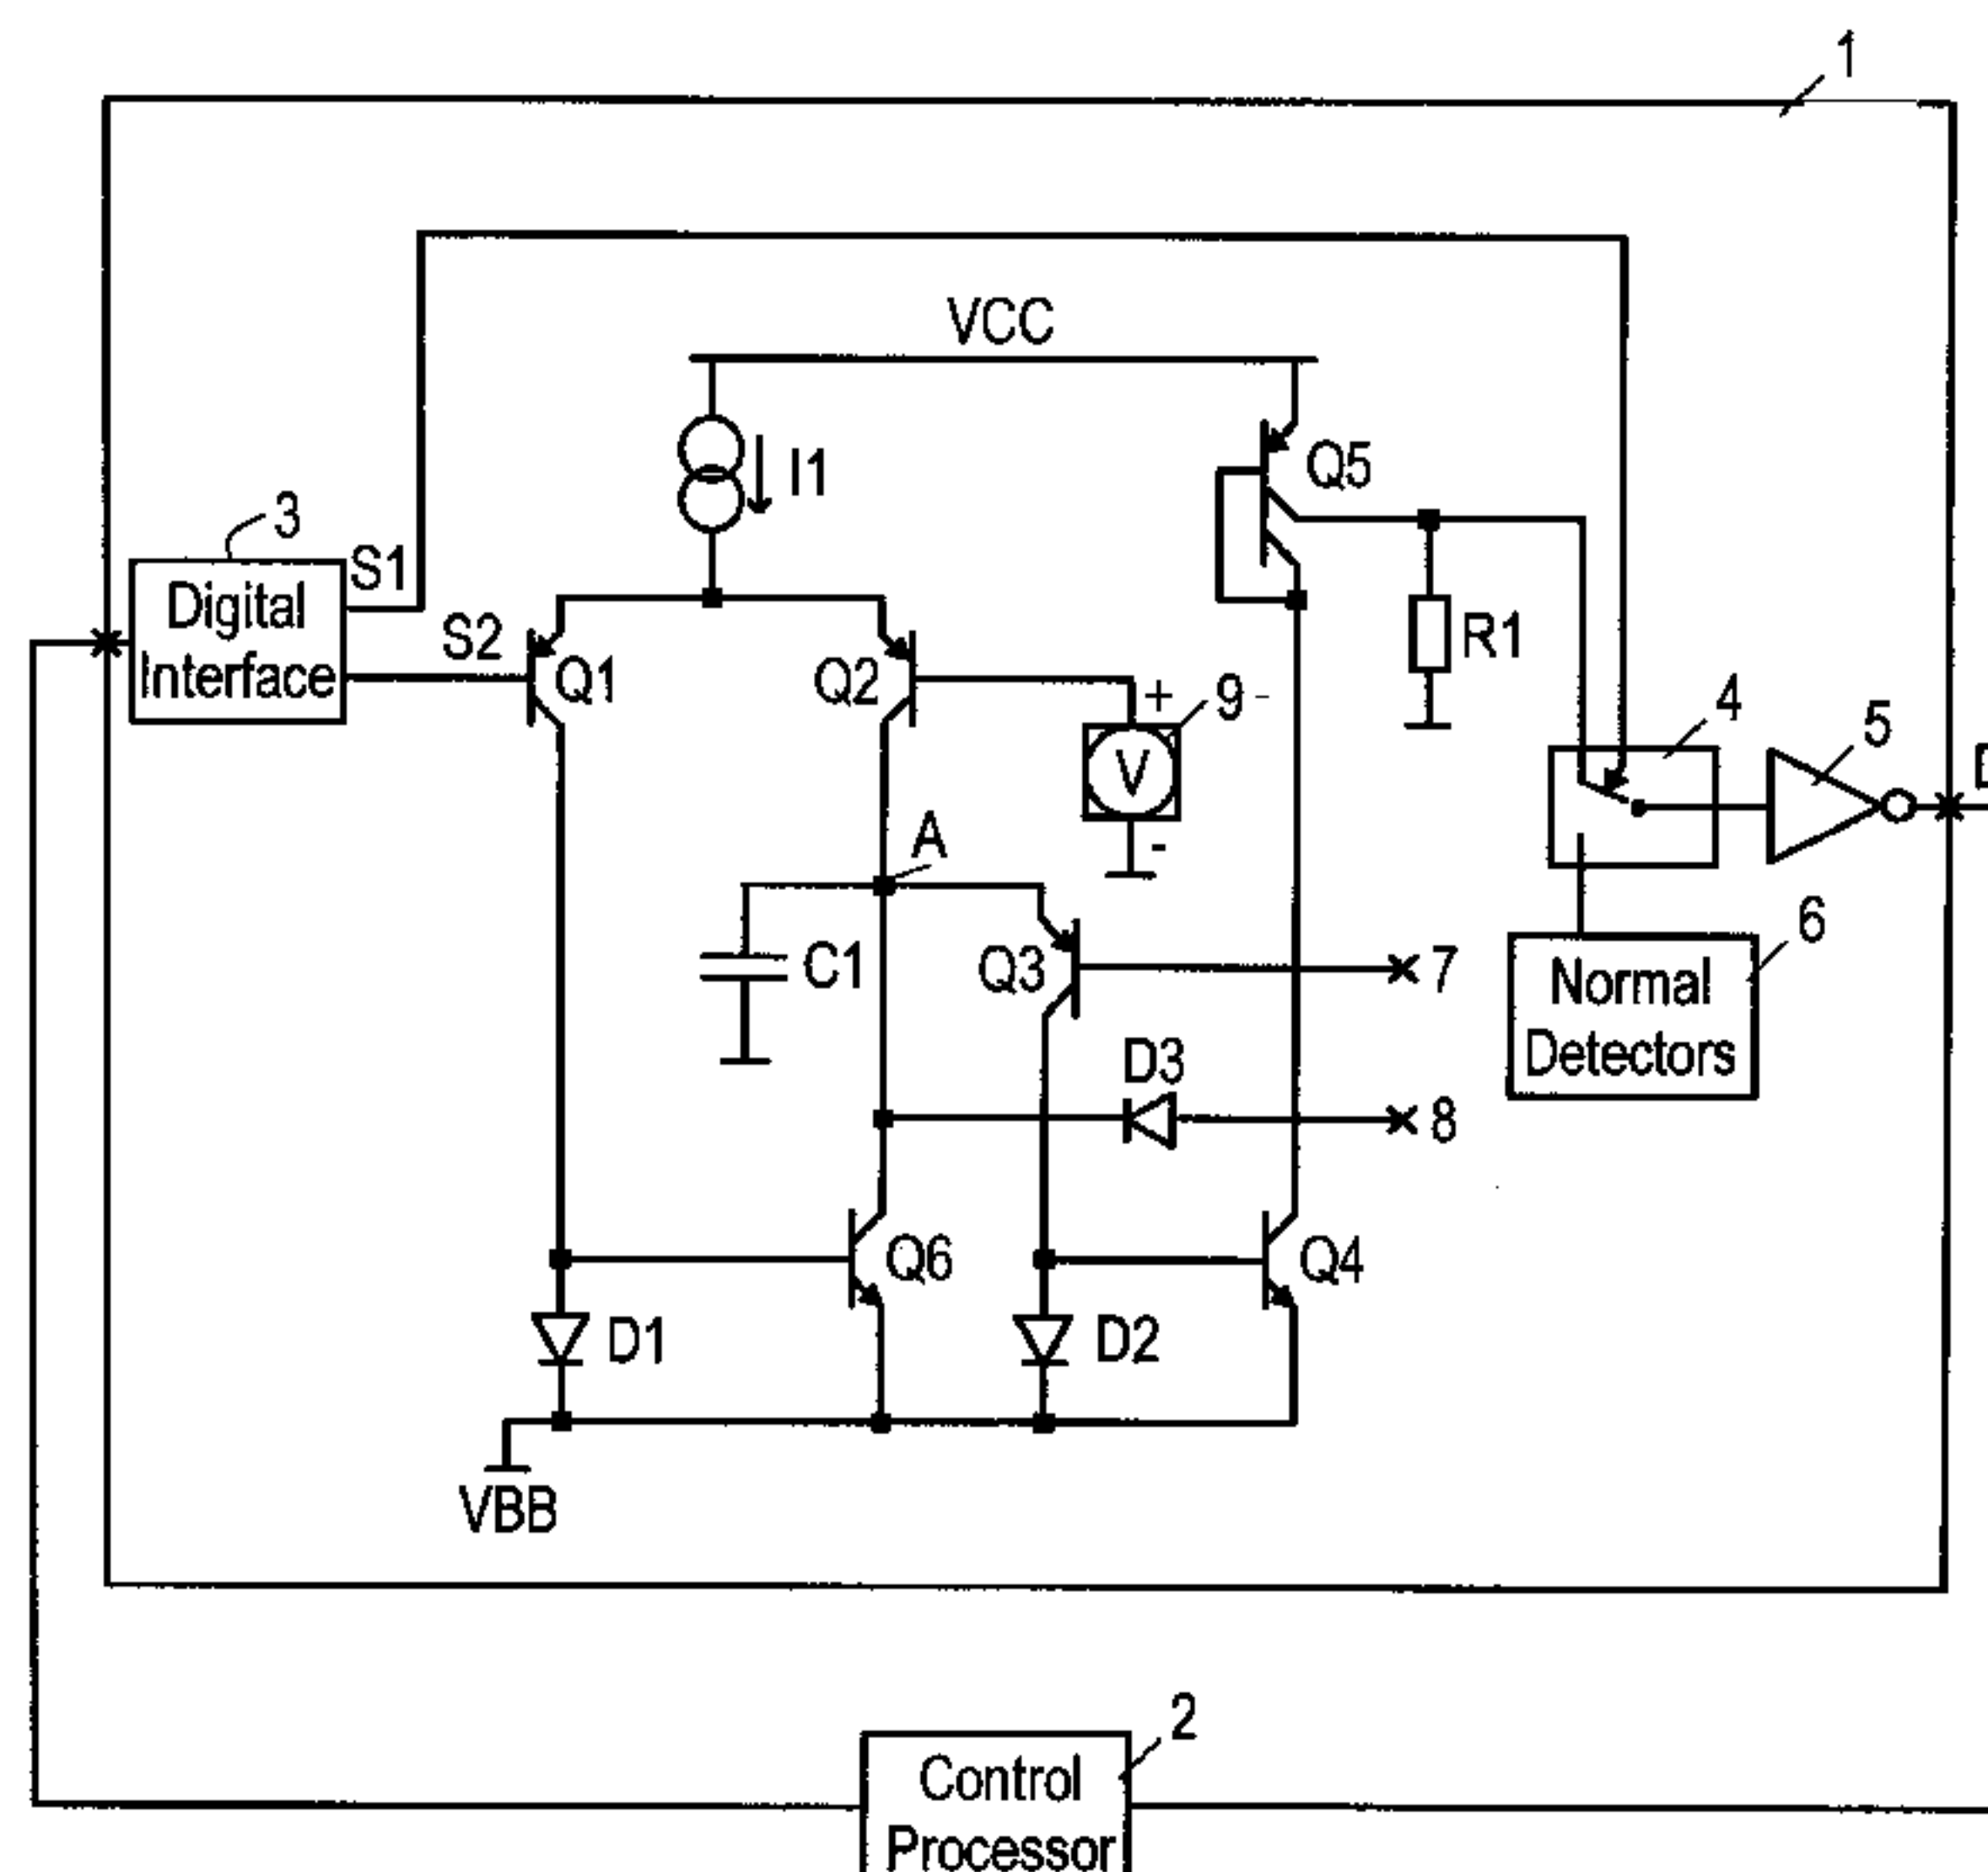 1
VCC
I1
Q5
3
S1
Digital
Interface
S2
Q1
Q2
+
9 -
R1
4
5
V
-
A
6
C1
Q3
7
Normal
Detectors
D3
8
Q6
Q4
D1
D2
VBB
2
Control
Processor